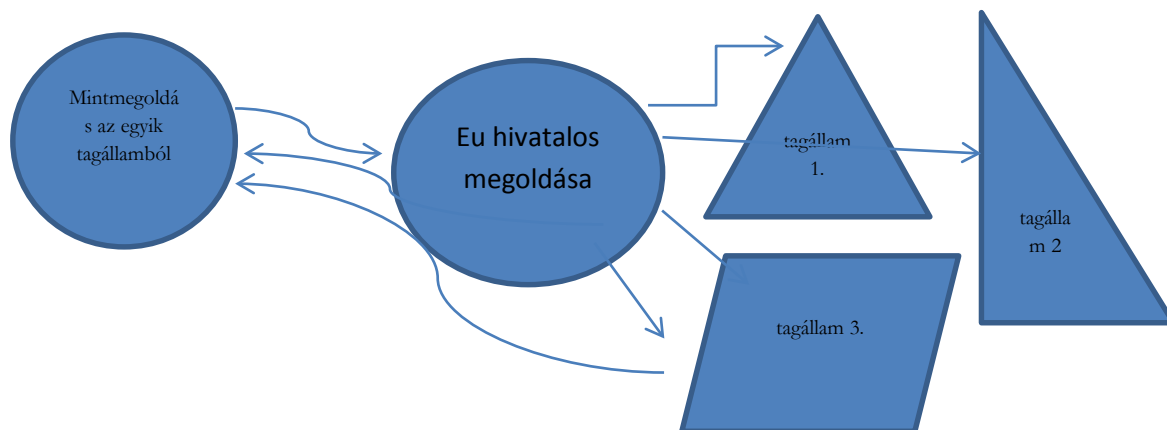 Mintmegoldá
s az egyik
tagállamból
Eu hivatalos
megoldása
tagállam
1.
tagálla
m 2
tagállam 3.